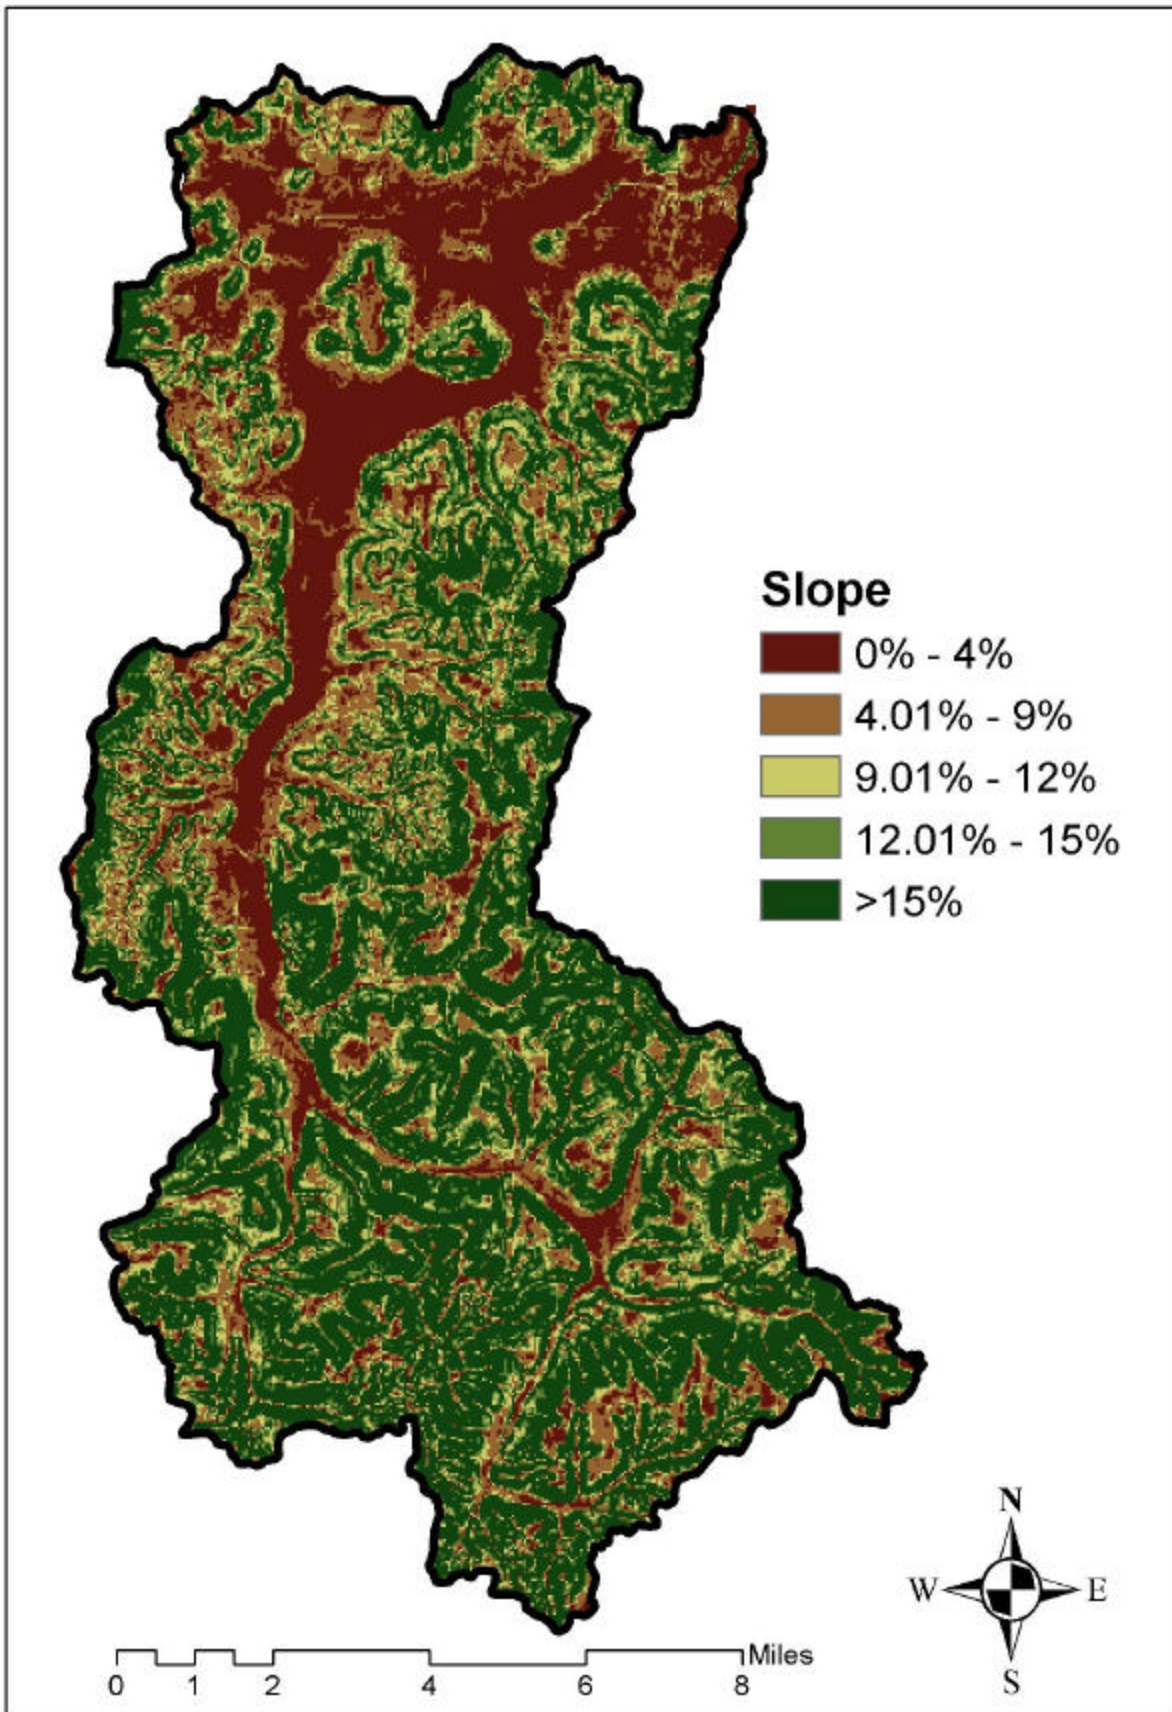 Slope
0% - 4%
4.01% - 9%
9.01% - 12%
12.01% - 15%
>15%
N
W E
S
Miles
0 1 2 4 6 8